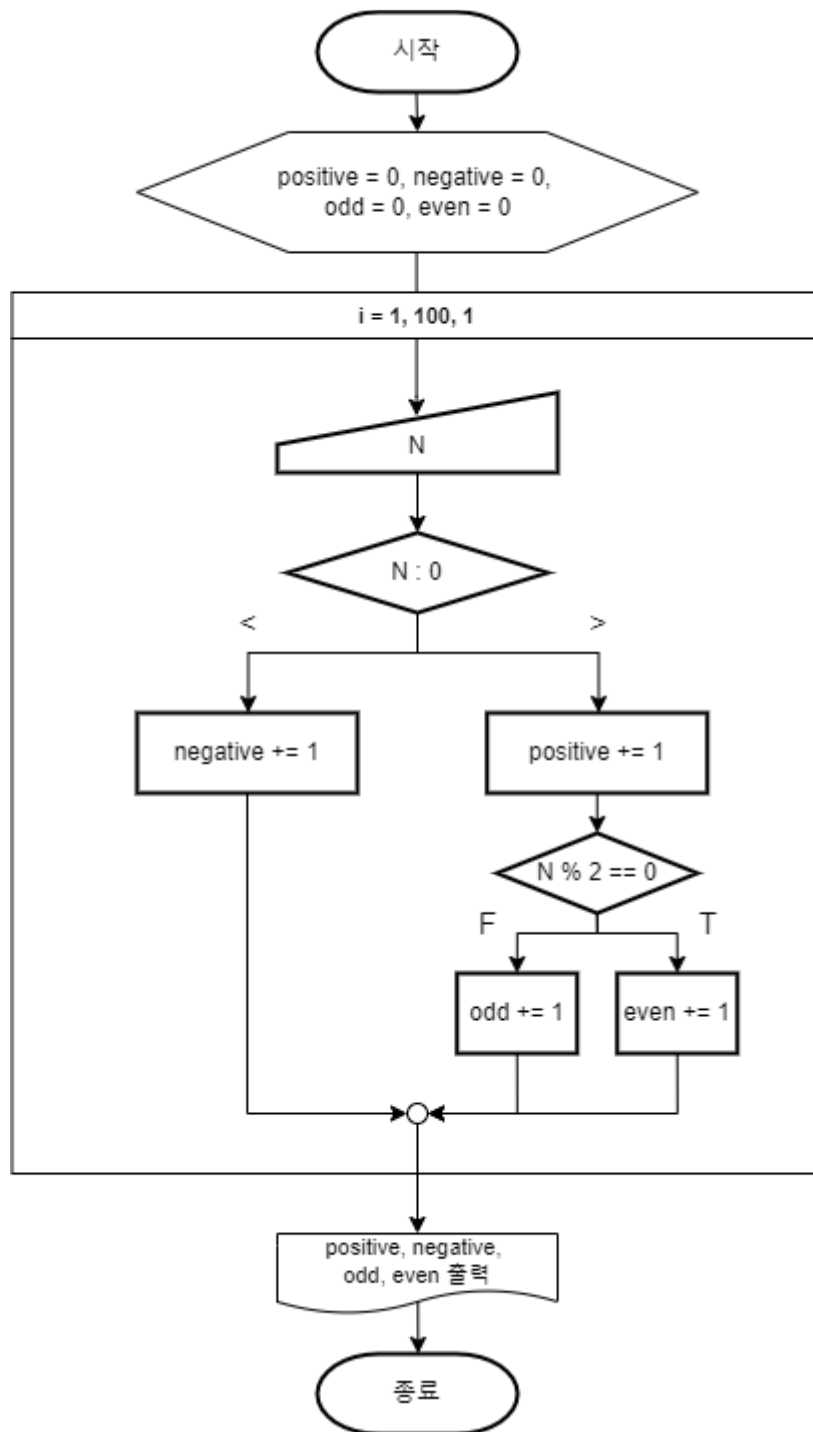 시작
positive = 0, negative = 0,
odd = 0, even = 0
i = 1, 100, 1
N
N : 0
<
>
negative += 1
positive += 1
N % 2 == 0
F
T
odd += 1
even += 1
positive, negative,
odd, even 출력
종료